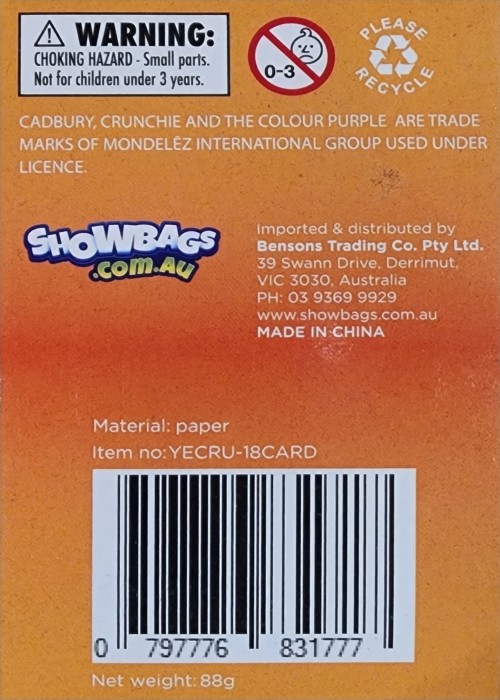 WARNING:
CHOKING HAZARD - Small parts.
Not for children under 3 years.
0-3
PLEASE
RECYCLE
CADBURY, CRUNCHIE AND THE COLOUR PURPLE ARE TRADE
MARKS OF MONDELĒZ INTERNATIONAL GROUP USED UNDER
LICENCE.
SHOWBAGS
.com.au
Imported & distributed by
Bensons Trading Co. Pty Ltd.
39 Swann Drive, Derrimut,
VIC 3030, Australia
PH: 03 9369 9929
www.showbags.com.au
MADE IN CHINA
Material: paper
Item no: YECRU-18CARD
0 797776 831777
Net weight: 88g